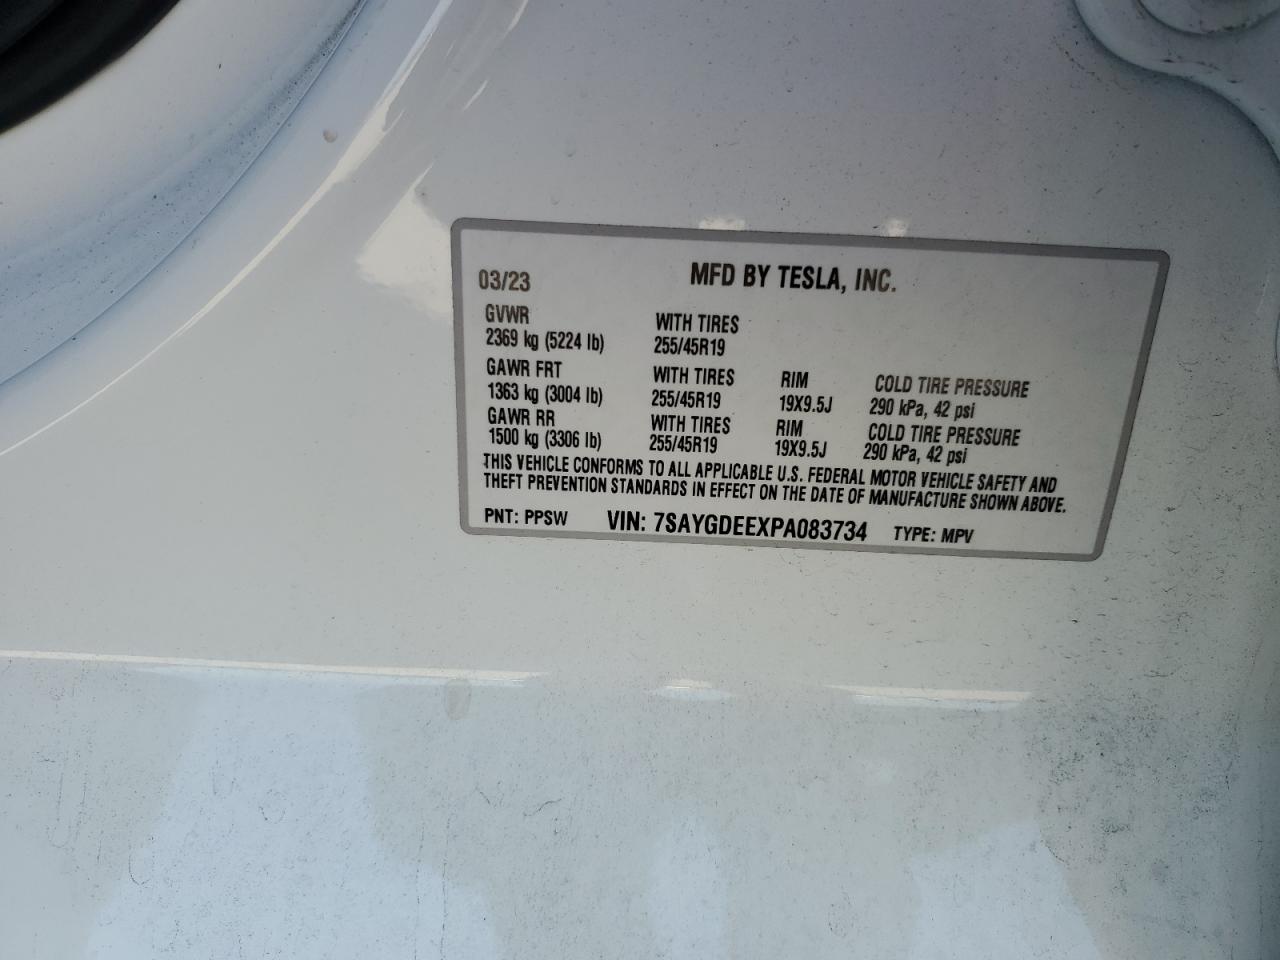 03/23 MFD BY TESLA, INC.
GVWR WITH TIRES
2369 kg (5224 lb) 255/45R19
GAWR FRT WITH TIRES RIM COLD TIRE PRESSURE
1363 kg (3004 lb) 255/45R19 19X9.5J 290 kPa, 42 psi
GAWR RR WITH TIRES RIM COLD TIRE PRESSURE
1500 kg (3306 lb) 255/45R19 19X9.5J 290 kPa, 42 psi
THIS VEHICLE CONFORMS TO ALL APPLICABLE U.S. FEDERAL MOTOR VEHICLE SAFETY AND
THEFT PREVENTION STANDARDS IN EFFECT ON THE DATE OF MANUFACTURE SHOWN ABOVE.
PNT: PPSW VIN: 7SAYGDEEXPA083734 TYPE: MPV